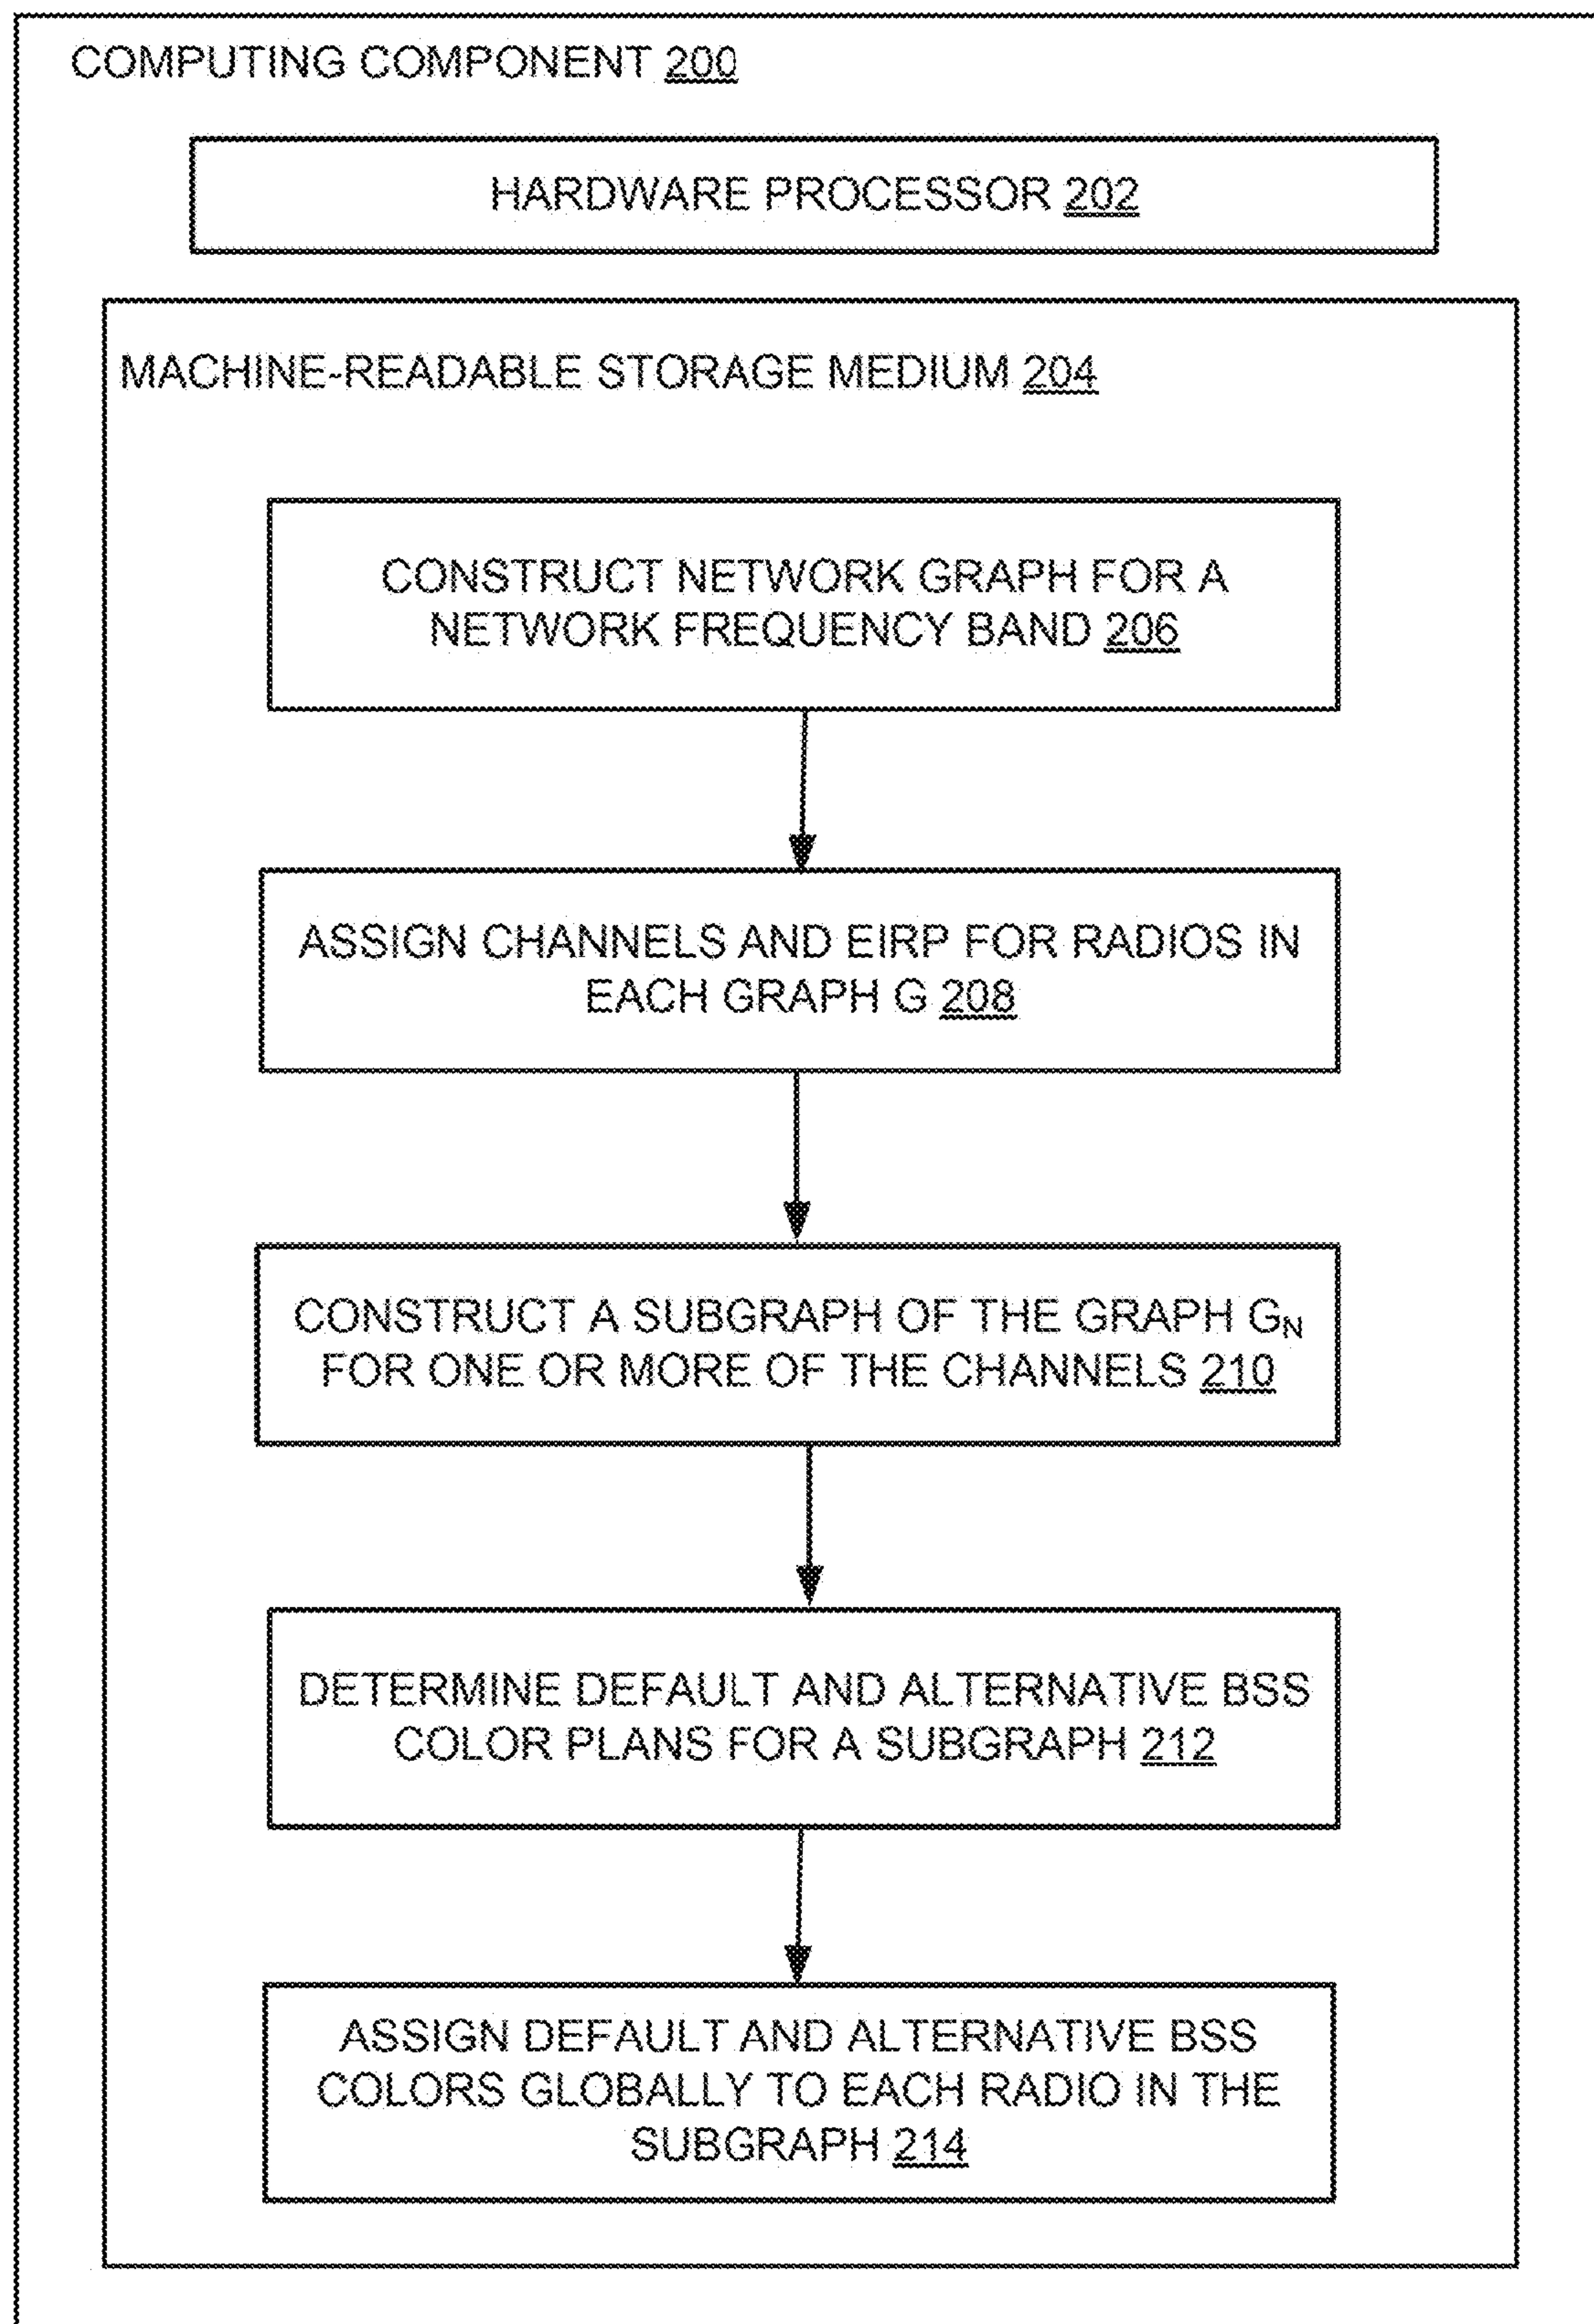 COMPUTING COMPONENT 200
HARDWARE PROCESSOR 202
MACHINE-READABLE STORAGE MEDIUM 204
CONSTRUCT NETWORK GRAPH FOR A
NETWORK FREQUENCY BAND 206
ASSIGN CHANNELS AND EIRP FOR RADIOS IN
EACH GRAPH G 208
CONSTRUCT A SUBGRAPH OF THE GRAPH GN
FOR ONE OR MORE OF THE CHANNELS 210
DETERMINE DEFAULT AND ALTERNATIVE BSS
COLOR PLANS FOR A SUBGRAPH 212
ASSIGN DEFAULT AND ALTERNATIVE BSS
COLORS GLOBALLY TO EACH RADIO IN THE
SUBGRAPH 214